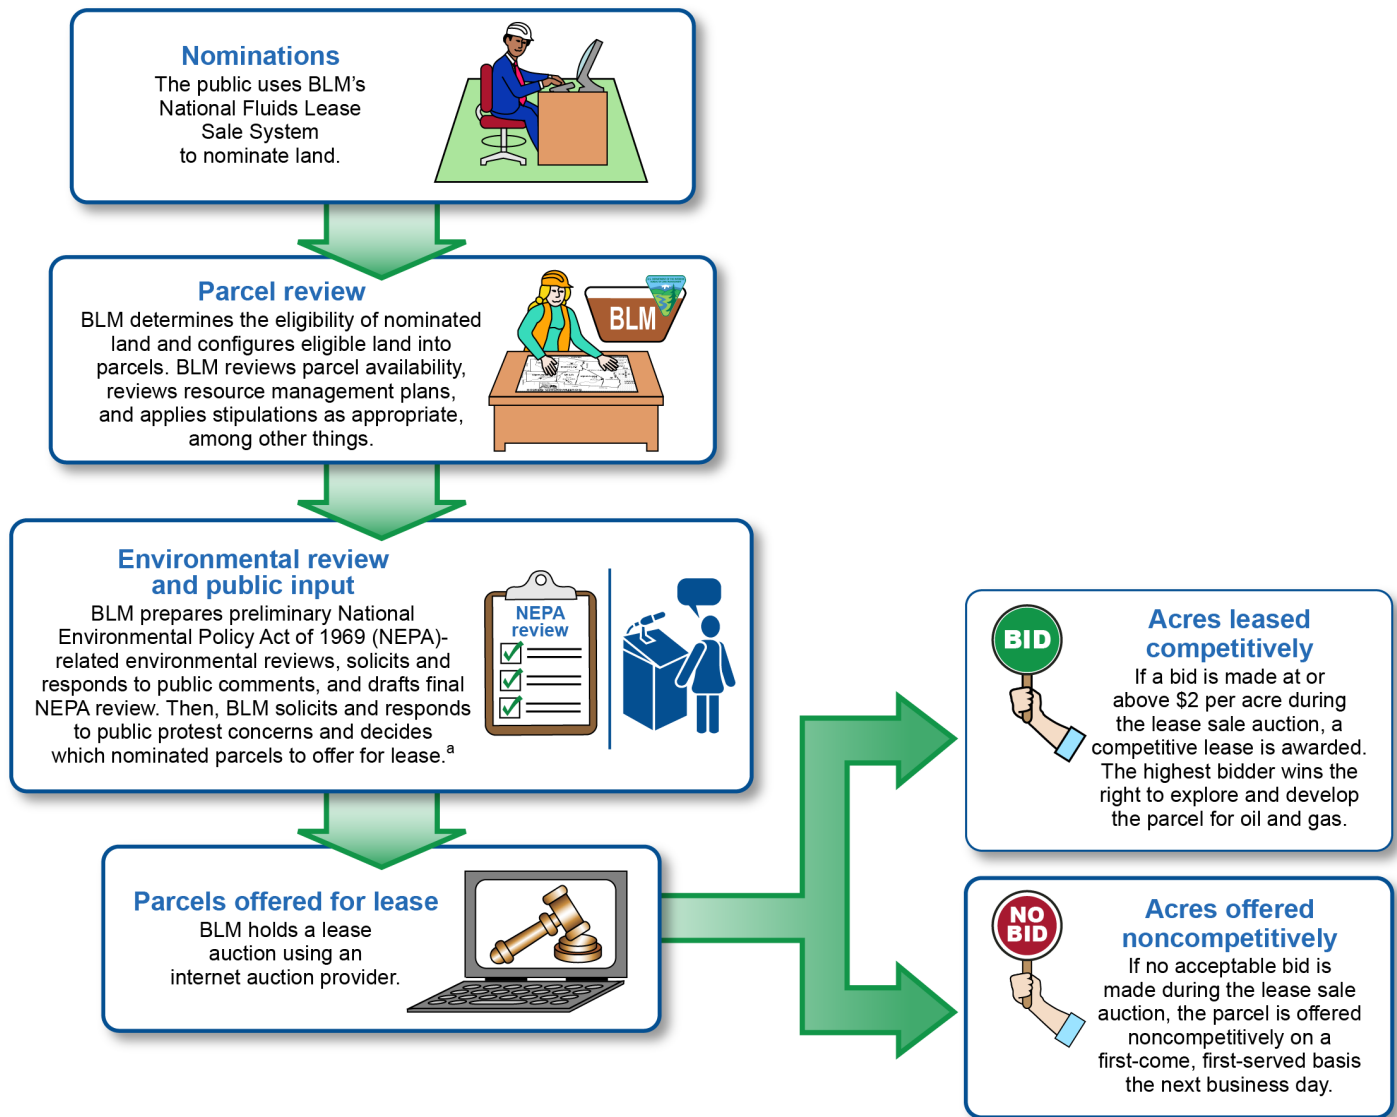 Nominations
The public uses BLM's
National Fluids Lease
Sale System
to nominate land.
Parcel review
BLM determines the eligibility of nominated
land and configures eligible land into
parcels. BLM reviews parcel availability,
reviews resource management plans,
and applies stipulations as appropriate,
among other things.
BLM
Environmental review
and public input
BLM prepares preliminary National
Environmental Policy Act of 1969 (NEPA)-
related environmental reviews, solicits and
responds to public comments, and drafts final
NEPA review. Then, BLM solicits and responds
to public protest concerns and decides
which nominated parcels to offer for lease.ª
NEPA
review
Parcels offered for lease
BLM holds a lease
auction using an
internet auction provider.
BID
Acres leased
competitively
If a bid is made at or
above $2 per acre during
the lease sale auction, a
competitive lease is awarded.
The highest bidder wins the
right to explore and develop
the parcel for oil and gas.
NO
BID
Acres offered
noncompetitively
If no acceptable bid is
made during the lease sale
auction, the parcel is offered
noncompetitively on a
first-come, first-served basis
the next business day.